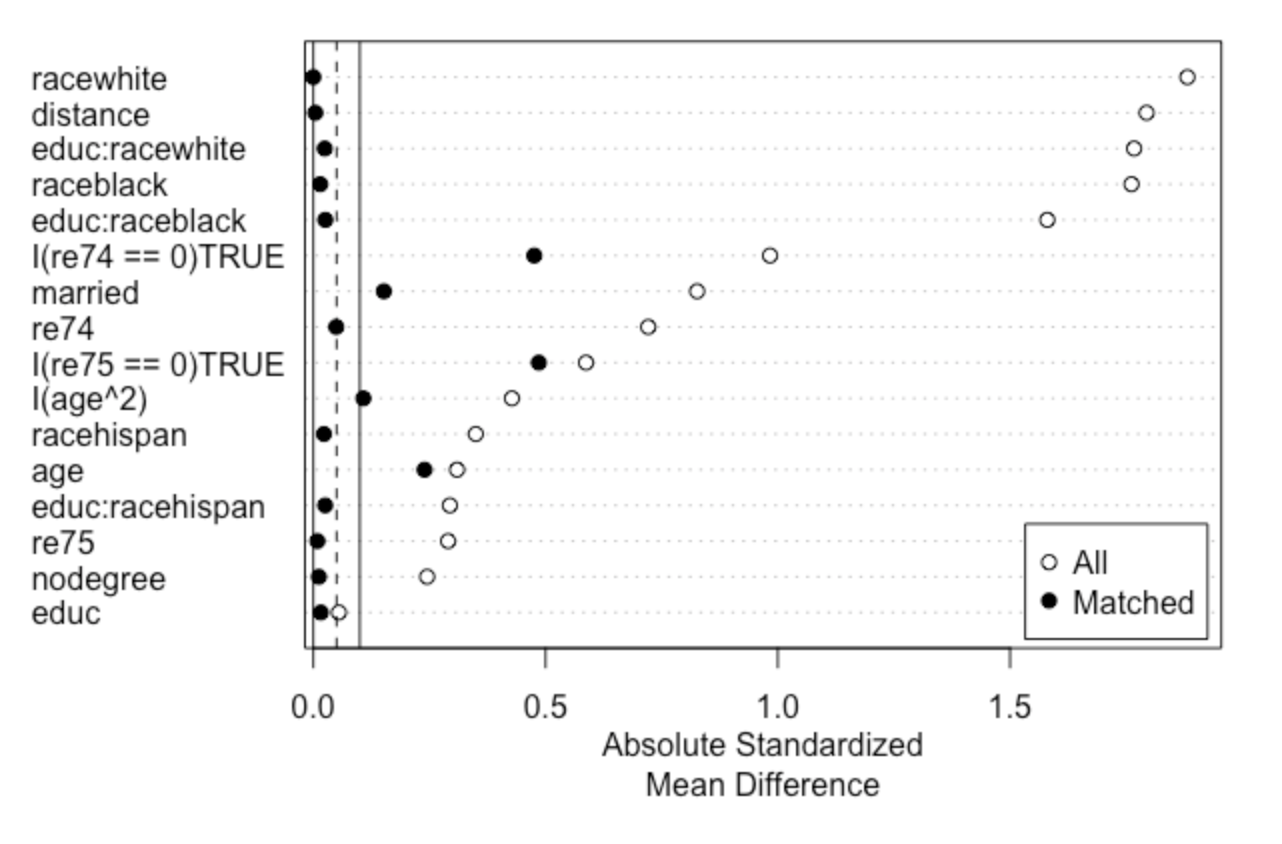 racewhite
distance
educ:racewhite
raceblack
educ:raceblack
I(re74 == 0)TRUE
married
re74
I(re75 == 0)TRUE
I(age^2)
racehispan
age
educ:racehispan
re75
nodegree
educ
All
Matched
0.0 0.5 1.0 1.5
Absolute Standardized
Mean Difference